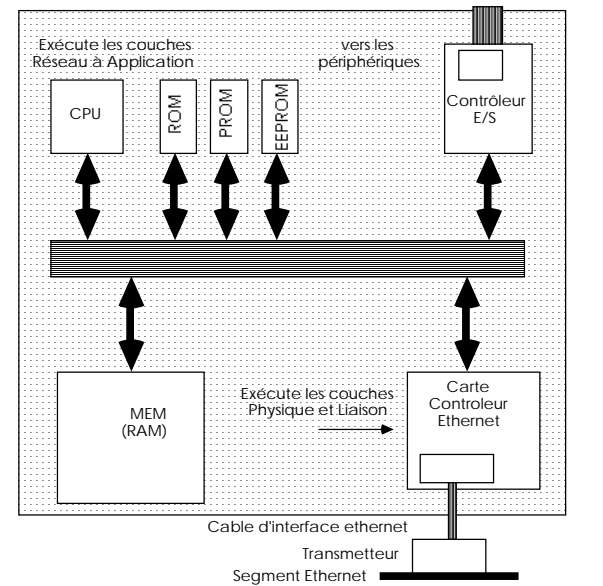 Exécute les couches
Réseau à Application
vers les
périphériques
CPU
ROM
PROM
EEPROM
Contrôleur
E/S
MEM
(RAM)
Exécute les couches
Physique et Liaison
Carte
Controleur
Ethernet
Cable d'interface ethernet
Transmetteur
Segment Ethernet